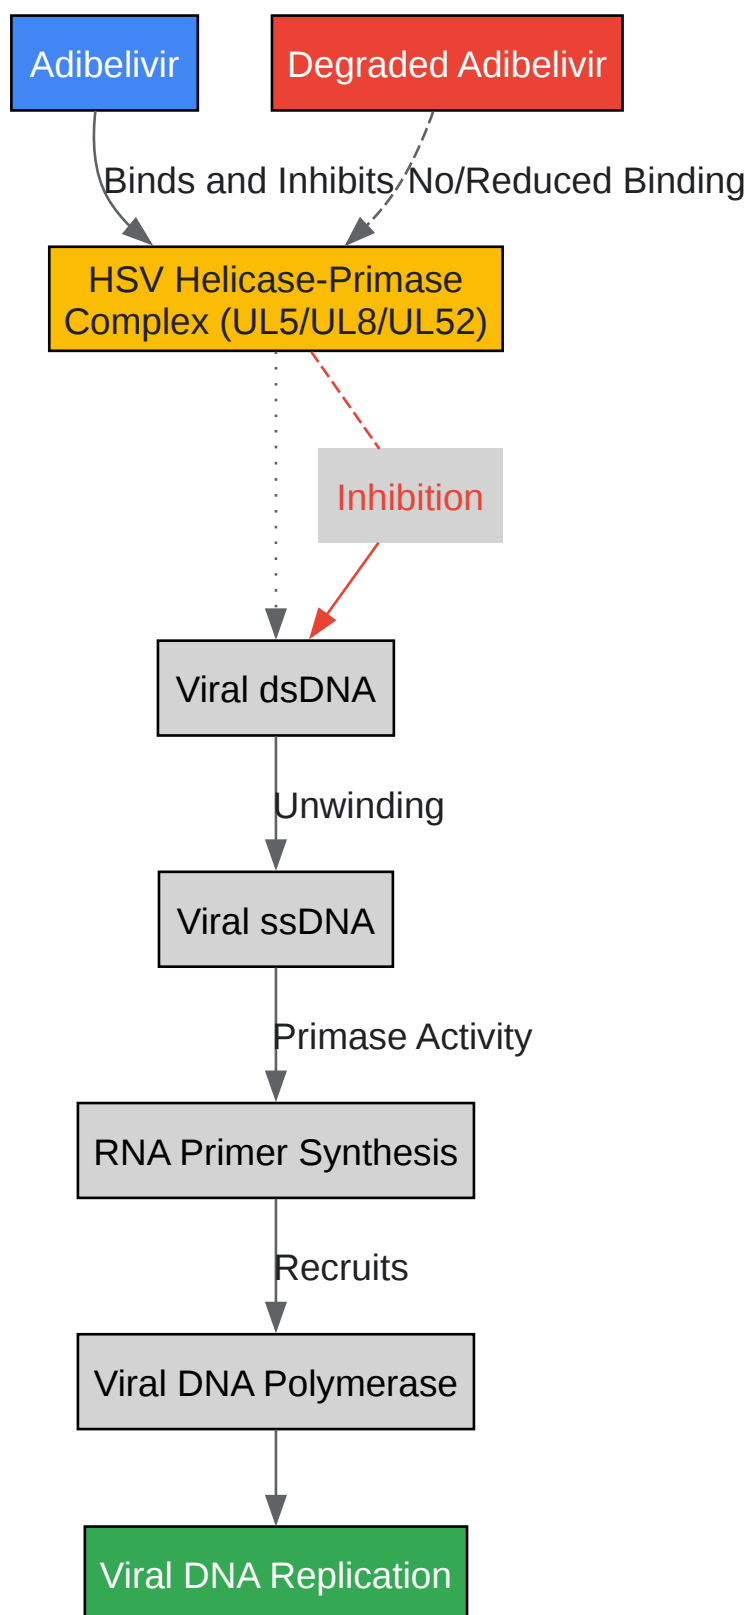 Adibelivir
Degraded Adibelivir
Binds and Inhibits
No/Reduced Binding
HSV Helicase-Primase
Complex (UL5/UL8/UL52)
Inhibition
Viral dsDNA
Unwinding
Viral ssDNA
Primase Activity
RNA Primer Synthesis
Recruits
Viral DNA Polymerase
Viral DNA Replication